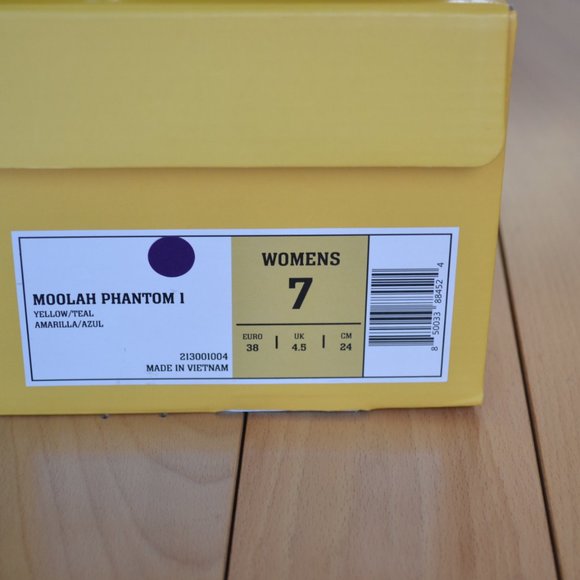 MOOLAH PHANTOM 1
YELLOW/TEAL
AMARILLA/AZUL
213001004
MADE IN VIETNAM
WOMENS
7
EURO UK CM
38 | 4.5 | 24
8 50033 88452 4